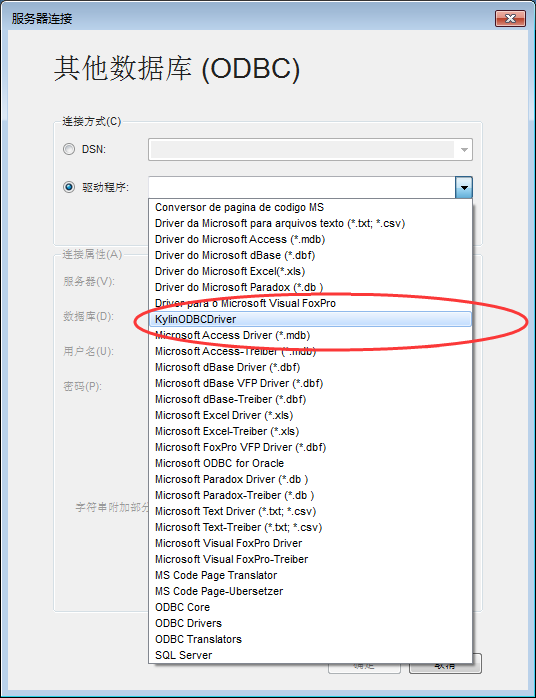 服务器连接
其他数据库 (ODBC)
连接方式(C)
DSN:
驱动程序:
Conversor de pagina de codigo MS
Driver da Microsoft para arquivos texto (*.txt; *.csv)
Driver do Microsoft Access (*.mdb)
Driver do Microsoft dBase (*.dbf)
Driver do Microsoft Excel(*.xls)
Driver do Microsoft Paradox (*.db )
Driver para o Microsoft Visual FoxPro
KylinODBCDriver
Microsoft Access Driver (*.mdb)
Microsoft Access-Treiber (*.mdb)
Microsoft dBase Driver (*.dbf)
Microsoft dBase VFP Driver (*.dbf)
Microsoft dBase-Treiber (*.dbf)
Microsoft Excel Driver (*.xls)
Microsoft Excel-Treiber (*.xls)
Microsoft FoxPro VFP Driver (*.dbf)
Microsoft ODBC for Oracle
Microsoft Paradox Driver (*.db )
Microsoft Paradox-Treiber (*.db )
Microsoft Text Driver (*.txt; *.csv)
Microsoft Text-Treiber (*.txt; *.csv)
Microsoft Visual FoxPro Driver
Microsoft Visual FoxPro-Treiber
MS Code Page Translator
MS Code Page-Ubersetzer
ODBC Core
ODBC Drivers
ODBC Translators
SQL Server
连接属性(A)
服务器(V):
数据库(D):
用户名(U):
密码(P):
字符串附加部分
确定
取消